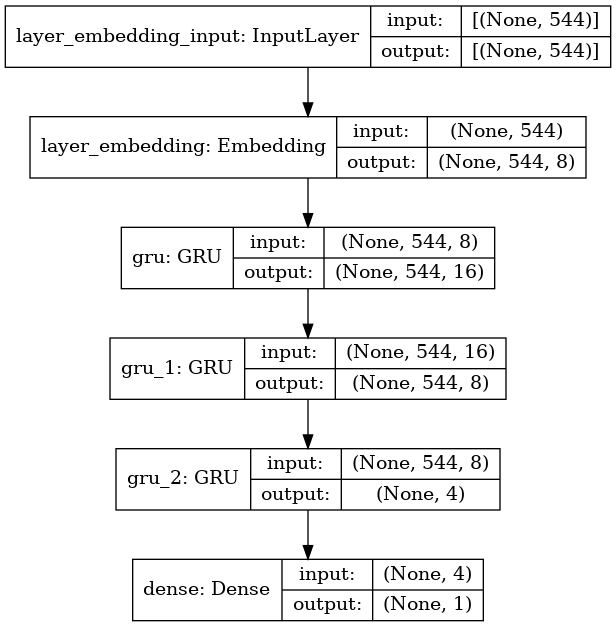 layer_embedding_input: InputLayer
input: [(None, 544)]
output: [(None, 544)]
layer_embedding: Embedding
input: (None, 544)
output: (None, 544, 8)
gru: GRU
input: (None, 544, 8)
output: (None, 544, 16)
gru_1: GRU
input: (None, 544, 16)
output: (None, 544, 8)
gru_2: GRU
input: (None, 544, 8)
output: (None, 4)
dense: Dense
input: (None, 4)
output: (None, 1)